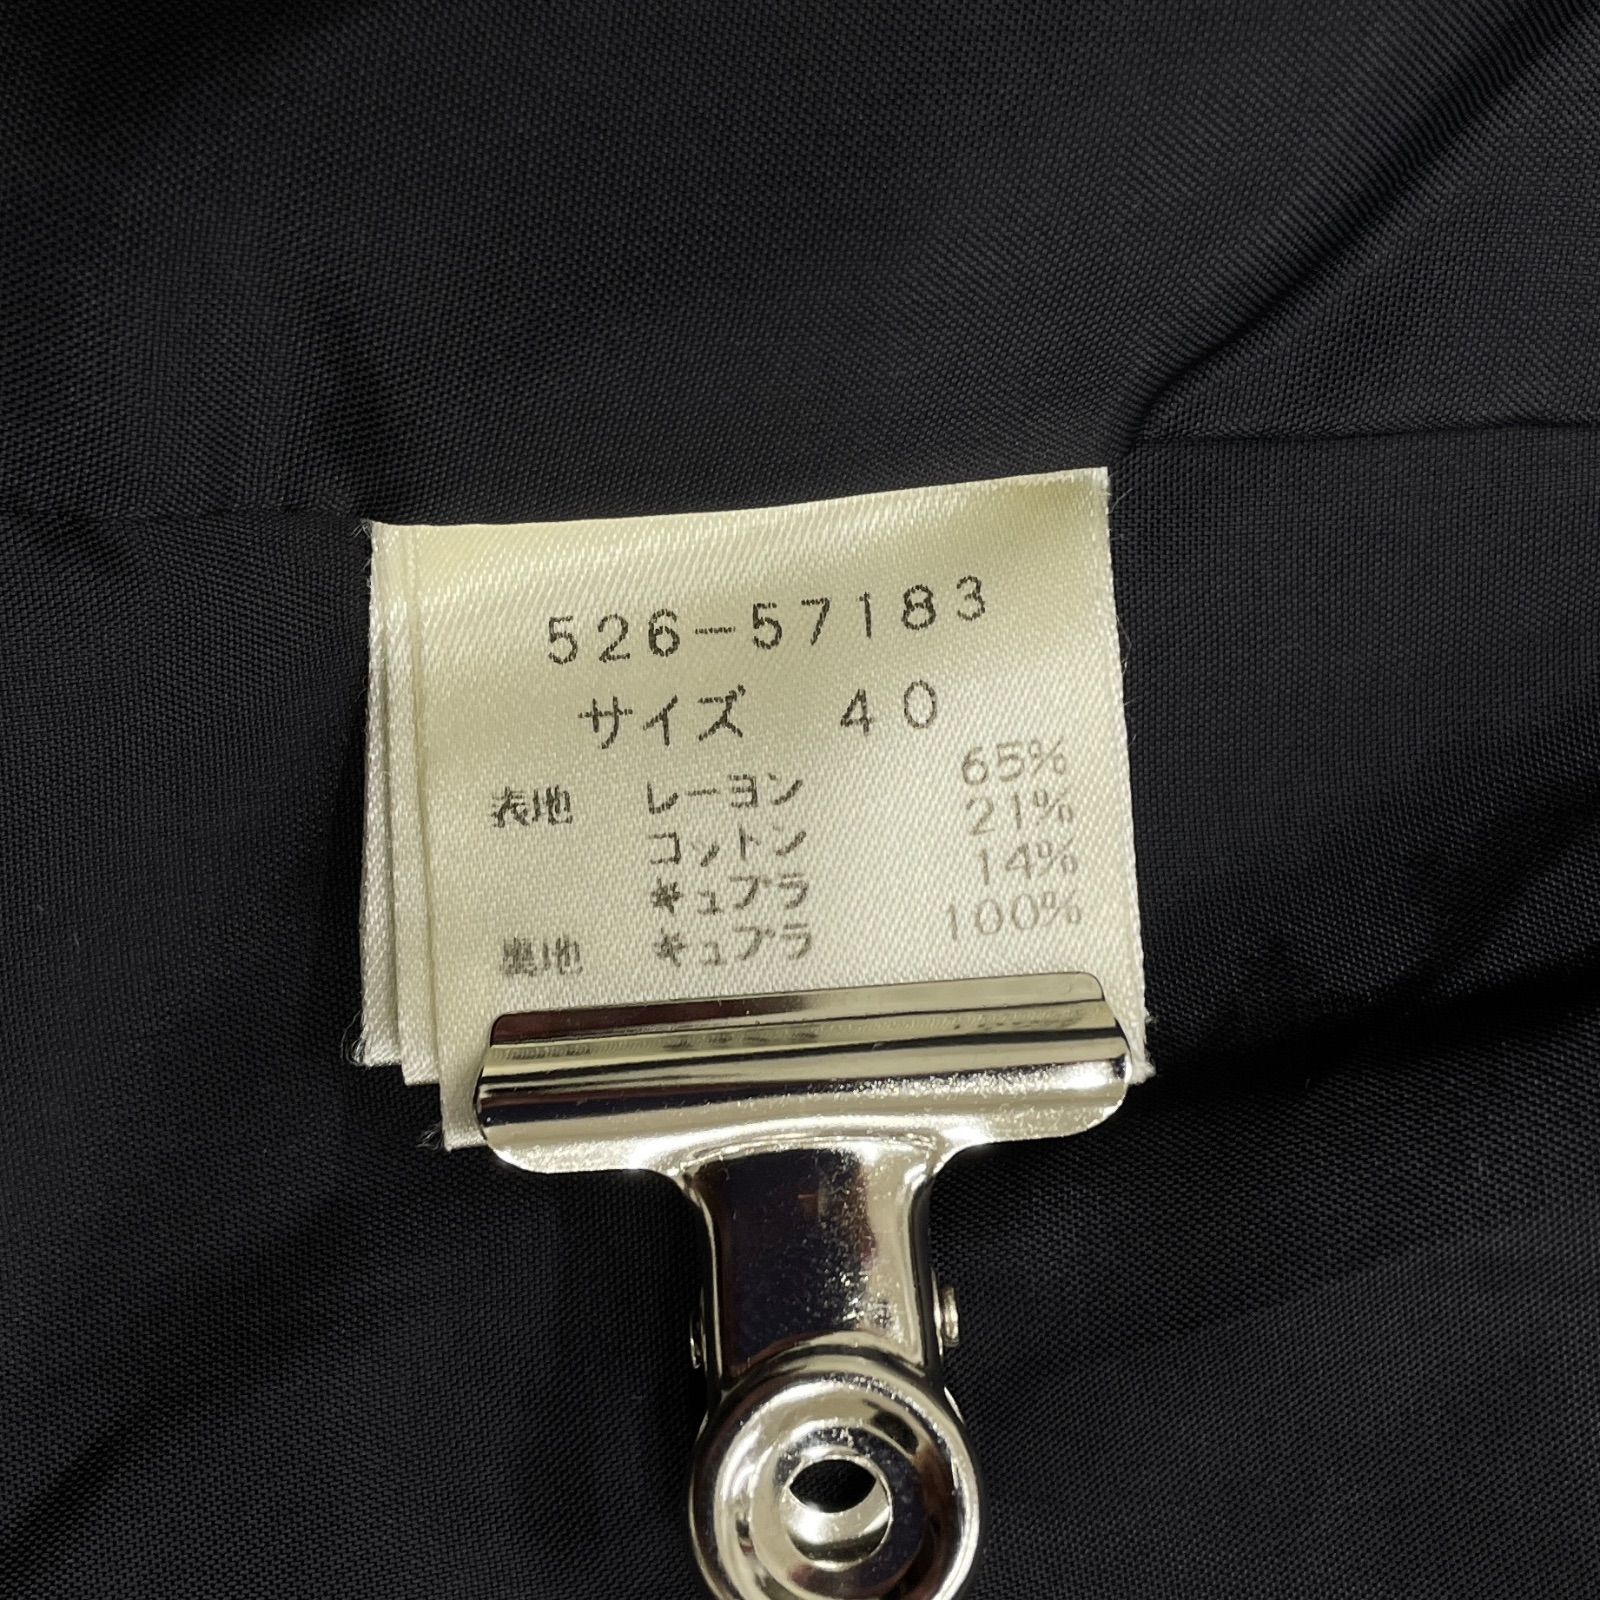 526-57183
サイズ 40
表地 レーヨン 65%
コットン 21%
キュプラ 14%
裏地 キュプラ 100%